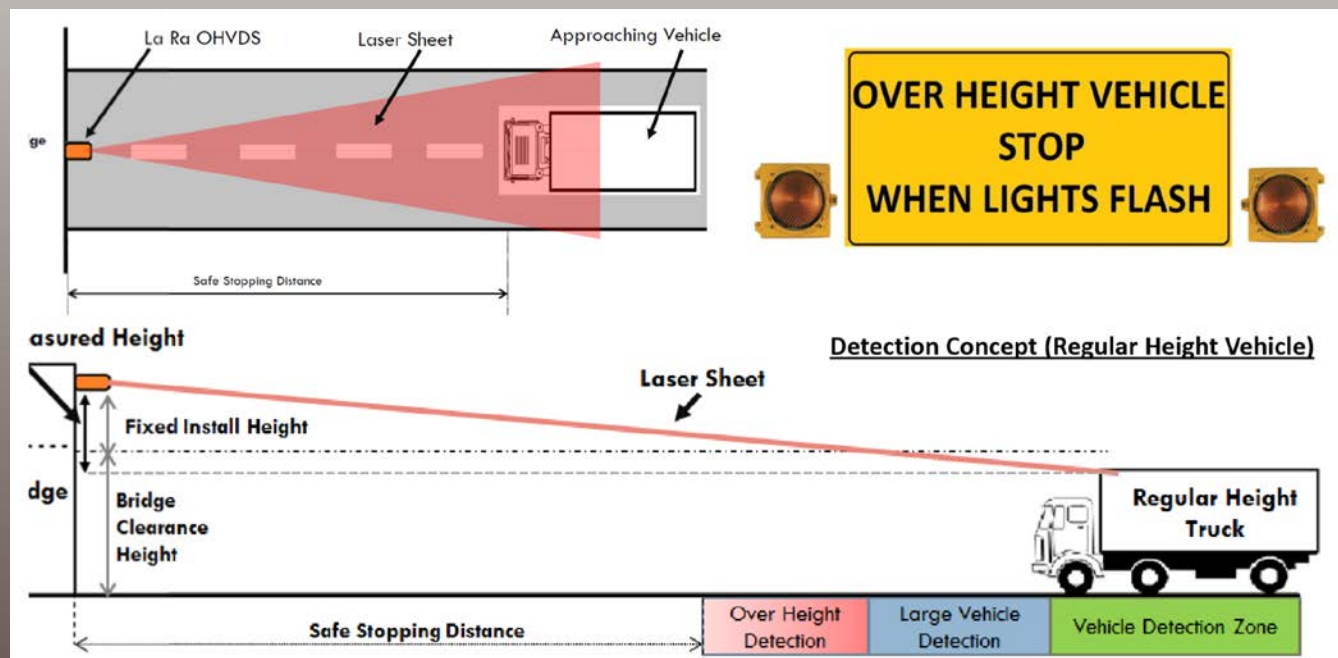 La Ra OHVDS
Laser Sheet
Approaching Vehicle
ge
Safe Stopping Distance
OVER HEIGHT VEHICLE
STOP
WHEN LIGHTS FLASH
asured Height
Detection Concept (Regular Height Vehicle)
Laser Sheet
Fixed Install Height
dge
Bridge
Clearance
Height
Regular Height
Truck
Safe Stopping Distance
Over Height
Detection
Large Vehicle
Detection
Vehicle Detection Zone